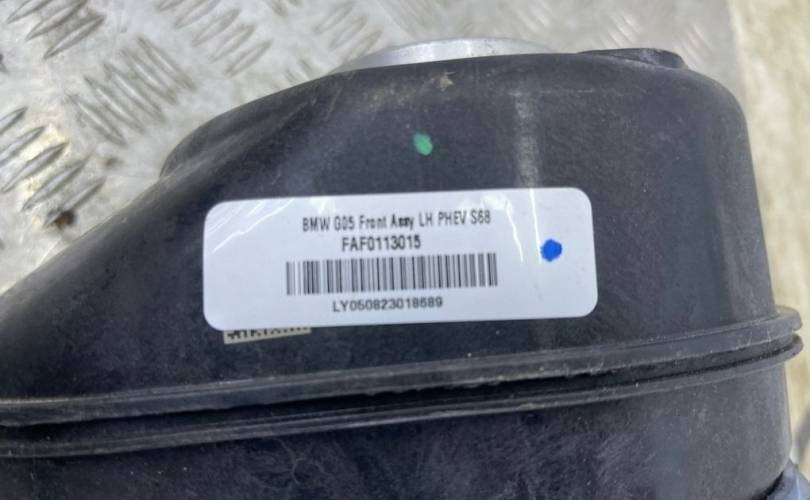 BMW G05 Front Assy LH PHEV S68
FAF0113015
LY050823018689